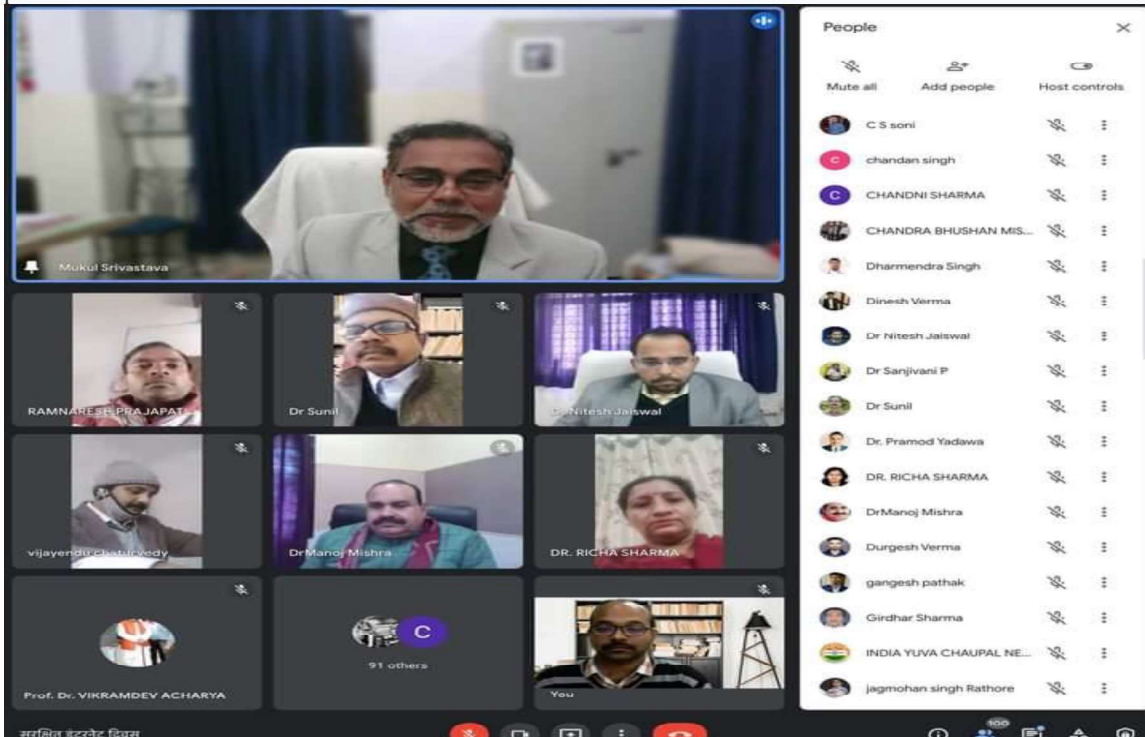 Mukul Srivastava
RAMNARESH PRAJAPATI
Dr Sunil
Dr Nitesh Jaiswal
vijayendu chaturvedy
DrManoj Mishra
DR. RICHA SHARMA
Prof. Dr. VIKRAMDEV ACHARYA
C
91 others
You
सुरक्षित इंटरनेट दिवस
100
People
Mute all
Add people
Host controls
C S soni
C
chandan singh
C
CHANDNI SHARMA
CHANDRA BHUSHAN MIS...
Dharmendra Singh
Dinesh Verma
Dr Nitesh Jaiswal
Dr Sanjivani P
Dr Sunil
Dr. Pramod Yadawa
DR. RICHA SHARMA
DrManoj Mishra
Durgesh Verma
gangesh pathak
Girdhar Sharma
INDIA YUVA CHAUPAL NE...
jagmohan singh Rathore